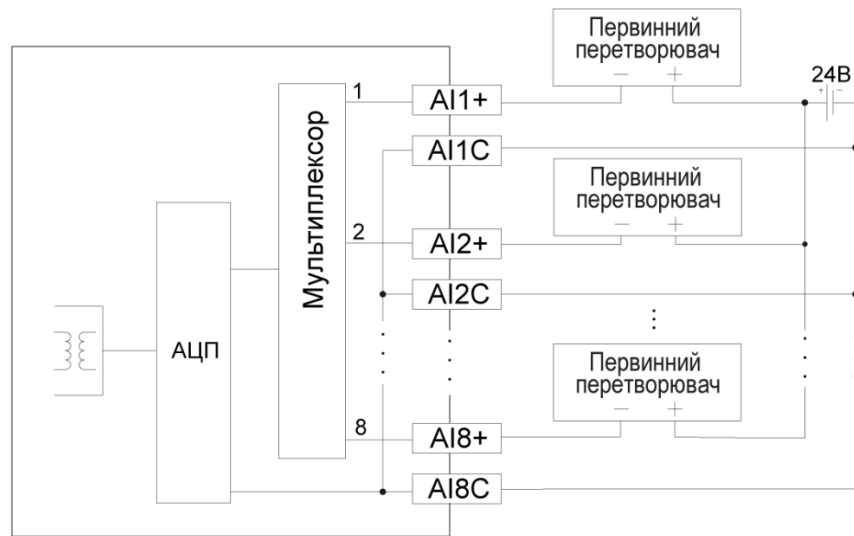 Первинний
перетворювач
— +
24В
+ −
1
AI1+
AI1C
Первинний
перетворювач
— +
2
AI2+
AI2C
Мультиплексор
АЦП
Первинний
перетворювач
— +
8
AI8+
AI8C